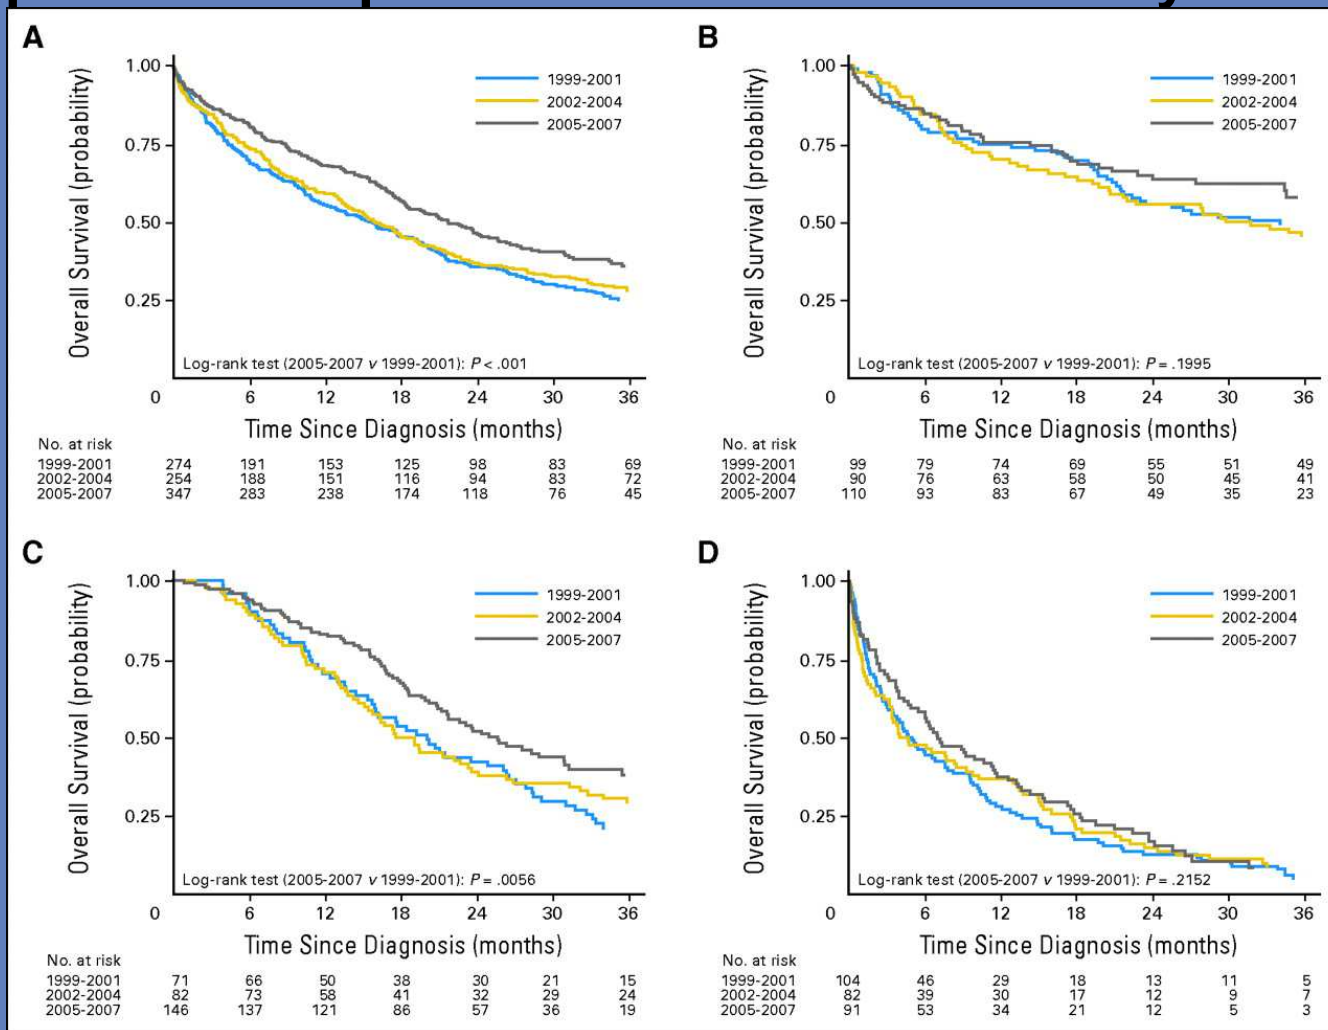 A
1.00
0.75
0.50
0.25
Overall Survival (probability)
1999-2001
2002-2004
2005-2007
Log-rank test (2005-2007 v 1999-2001): P < .001
0 6 12 18 24 30 36
Time Since Diagnosis (months)
No. at risk
1999-2001 274 191 153 125 98 83 69
2002-2004 254 188 151 116 94 83 72
2005-2007 347 283 238 174 118 76 45
B
1.00
0.75
0.50
0.25
Overall Survival (probability)
1999-2001
2002-2004
2005-2007
Log-rank test (2005-2007 v 1999-2001): P = .1995
0 6 12 18 24 30 36
Time Since Diagnosis (months)
No. at risk
1999-2001 99 79 74 69 55 51 49
2002-2004 90 76 63 58 50 45 41
2005-2007 110 93 83 67 49 35 23
C
1.00
0.75
0.50
0.25
Overall Survival (probability)
1999-2001
2002-2004
2005-2007
Log-rank test (2005-2007 v 1999-2001): P = .0056
0 6 12 18 24 30 36
Time Since Diagnosis (months)
No. at risk
1999-2001 71 66 50 38 30 21 15
2002-2004 82 73 58 41 32 29 24
2005-2007 146 137 121 86 57 36 19
D
1.00
0.75
0.50
0.25
Overall Survival (probability)
1999-2001
2002-2004
2005-2007
Log-rank test (2005-2007 v 1999-2001): P = .2152
0 6 12 18 24 30 36
Time Since Diagnosis (months)
No. at risk
1999-2001 104 46 29 18 13 11 5
2002-2004 82 39 30 17 12 9 7
2005-2007 91 53 34 21 12 5 3